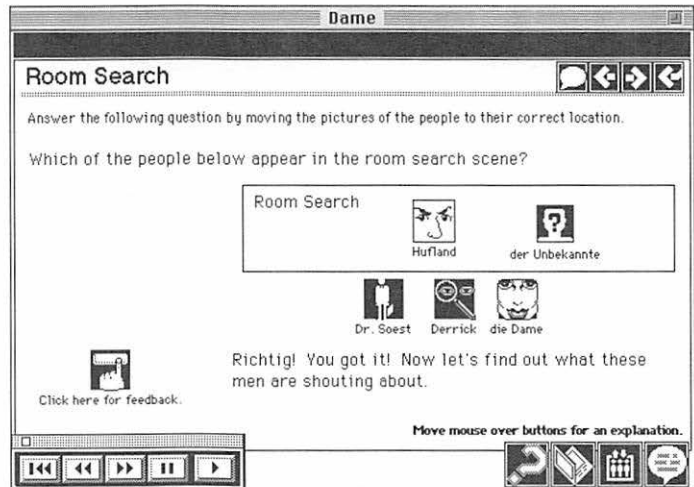 Dame
Room Search
Answer the following question by moving the pictures of the people to their correct location.
Which of the people below appear in the room search scene?
Room Search
Hufland
der Unbekannte
Dr. Soest Derrick die Dame
Richtig! You got it! Now let's find out what these
men are shouting about.
Click here for feedback.
Move mouse over buttons for an explanation.